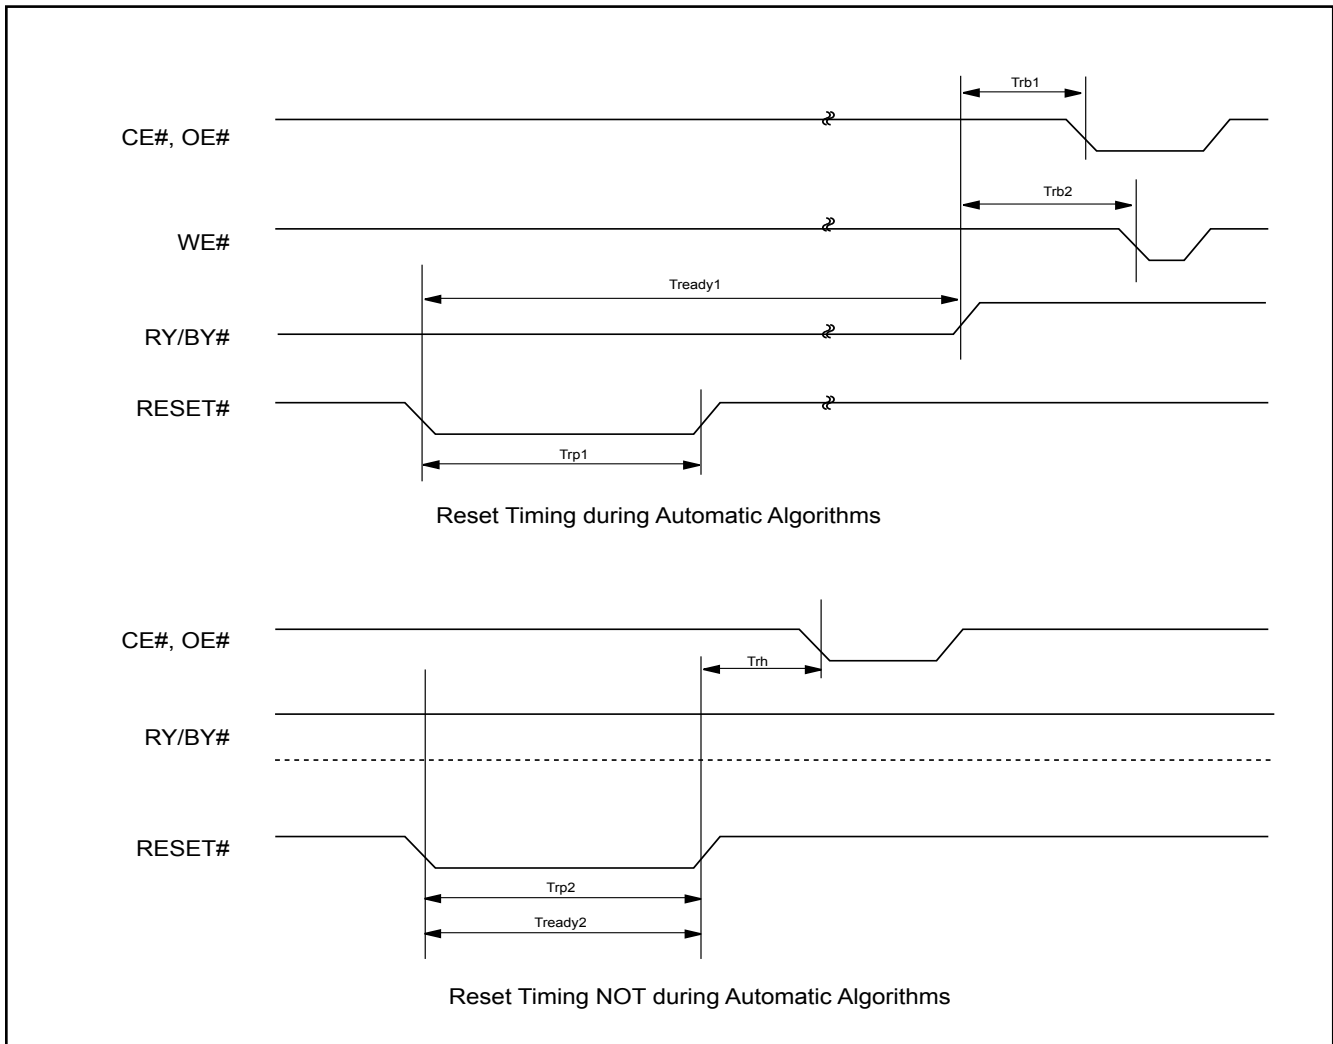 Trb1
CE#, OE#
Trb2
WE#
Tready1
RY/BY#
RESET#
Trp1
Reset Timing during Automatic Algorithms
CE#, OE#
Trh
RY/BY#
RESET#
Trp2
Tready2
Reset Timing NOT during Automatic Algorithms